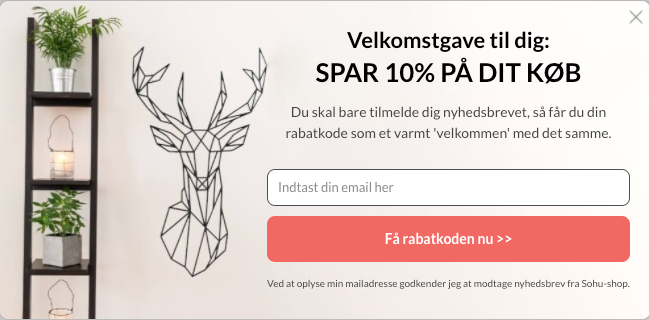 Velkomstgave til dig:
SPAR 10% PÅ DIT KØB
Du skal bare tilmelde dig nyhedsbrevet, så får du din
rabatkode som et varmt 'velkommen' med det samme.
Indtast din email her
Få rabatkoden nu >>
Ved at oplyse min mailadresse godkender jeg at modtage nyhedsbrev fra Sohu-shop.